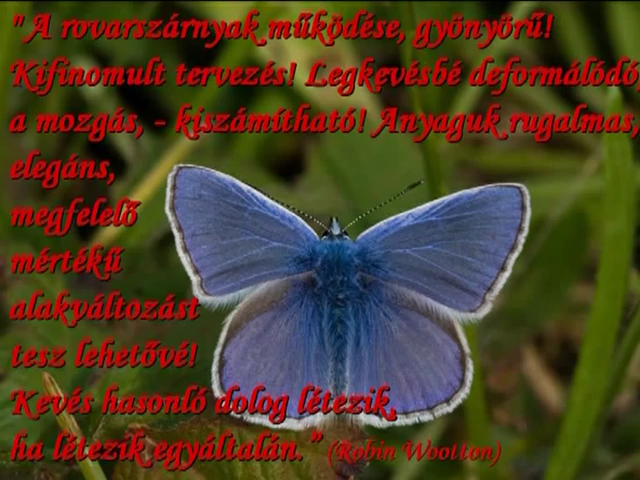 "A rovarszárnyak működése, gyönyörű!
Kifinomult tervezés! Legkevésbé deformálódó,
a mozgás, - kiszámítható! Anyaguk rugalmas,
elegáns,
megfelelő
mértékű
alakváltozást
tesz lehetővé!
Kevés hasonló dolog létezik,
ha létezik egyáltalán.” (Robin Wootton)